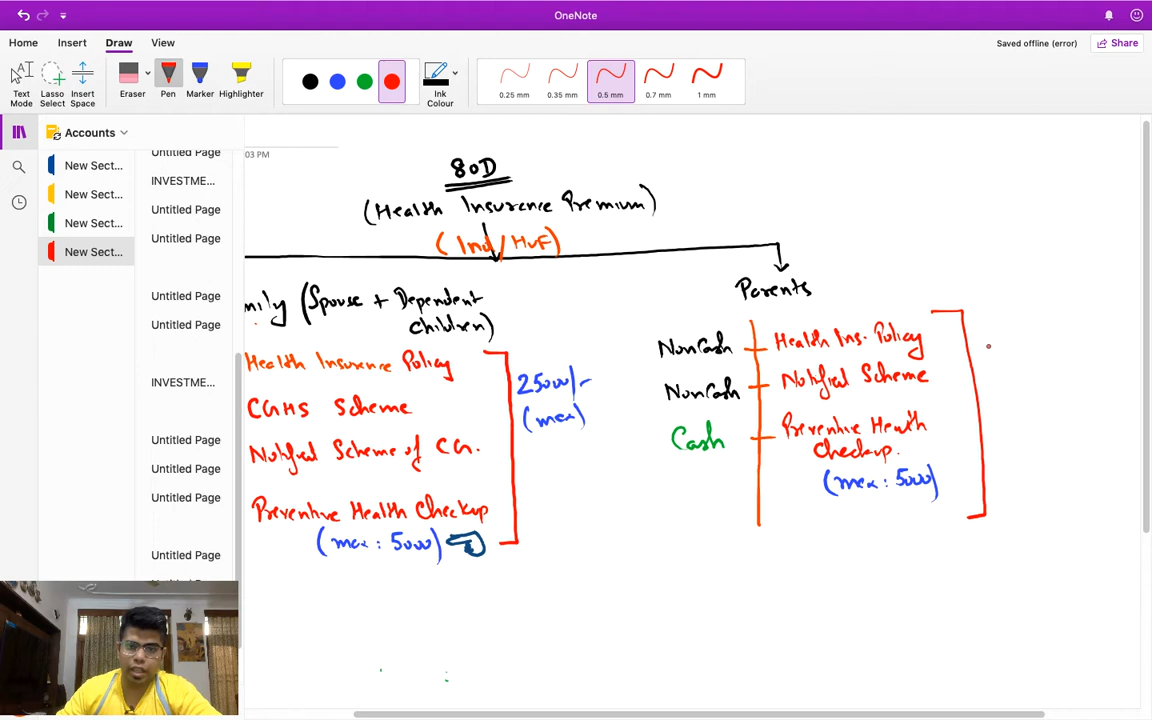 OneNote
Home
Insert
Draw
View
Saved offline (error)
Share
Text Mode
Lasso Select
Insert Space
Eraser
Pen
Marker
Highlighter
Ink Colour
0.25 mm
0.35 mm
0.5 mm
0.7 mm
1 mm
Accounts
New Sect...
New Sect...
New Sect...
New Sect...
Untitled Page
INVESTME...
Untitled Page
Untitled Page
Untitled Page
Untitled Page
INVESTME...
Untitled Page
Untitled Page
Untitled Page
Untitled Page
03 PM
80D
(Health Insurance Premium)
(Ind/HUF)
mily (Spouse + Dependent
children)
Health Insurance Policy
CGHS Scheme
Notified Scheme of CG.
Preventive Health Checkup
(max : 5000)
25000/-
(max)
Parents
NonCash
Health Ins. Policy
NonCash
Notified Scheme
Cash
Preventive Health
Checkup.
(max : 5000)